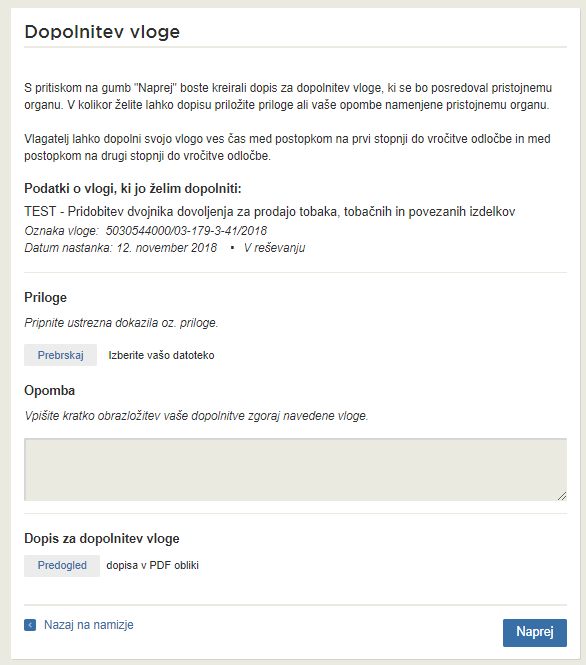 Dopolnitev vloge
S pritiskom na gumb "Naprej" boste kreirali dopis za dopolnitev vloge, ki se bo posredoval pristojnemu
organu. V kolikor želite lahko dopisu priložite priloge ali vaše opombe namenjene pristojnemu organu.
Vlagatelj lahko dopolni svojo vlogo ves čas med postopkom na prvi stopnji do vročitve odločbe in med
postopkom na drugi stopnji do vročitve odločbe.
Podatki o vlogi, ki jo želim dopolniti:
TEST - Pridobitev dvojnika dovoljenja za prodajo tobaka, tobačnih in povezanih izdelkov
Oznaka vloge: 5030544000/03-179-3-41/2018
Datum nastanka: 12. november 2018 • V reševanju
Priloge
Pripnite ustrezna dokazila oz. priloge.
Prebrskaj Izberite vašo datoteko
Opomba
Vpišite kratko obrazložitev vaše dopolnitve zgoraj navedene vloge.
Dopis za dopolnitev vloge
Predogled dopisa v PDF obliki
Nazaj na namizje
Naprej